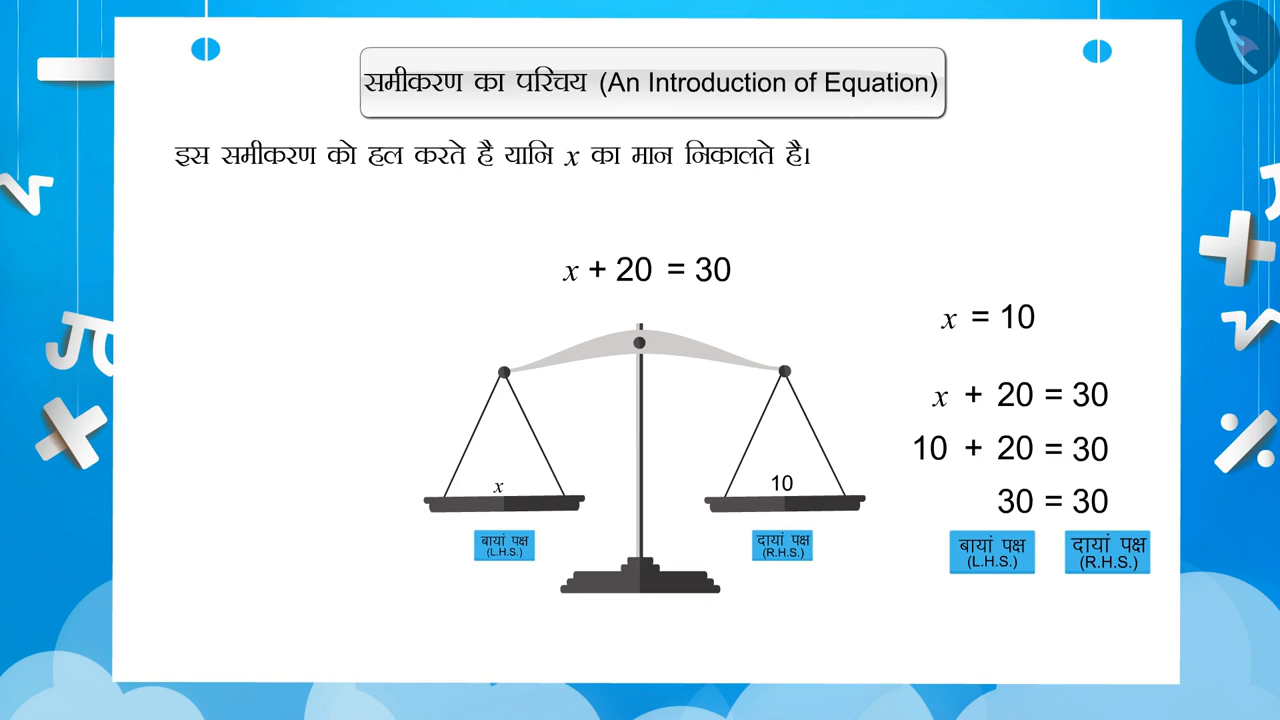 समीकरण का परिचय (An Introduction of Equation)
इस समीकरण को हल करते है यानि x का मान निकालते है।
x + 20 = 30
x = 10
x + 20 = 30
10 + 20 = 30
30 = 30
x
10
बायां पक्ष
(L.H.S.)
दायां पक्ष
(R.H.S.)
बायां पक्ष
(L.H.S.)
दायां पक्ष
(R.H.S.)